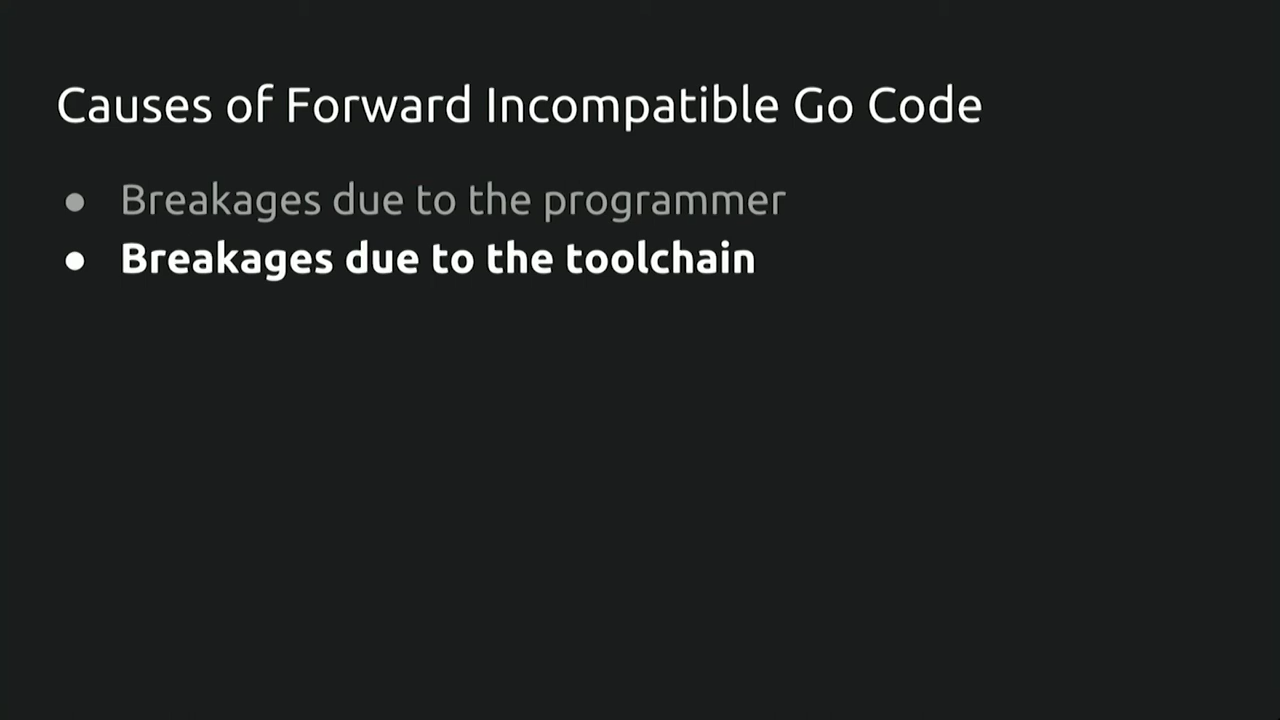 Causes of Forward Incompatible Go Code
● Breakages due to the programmer
● Breakages due to the toolchain